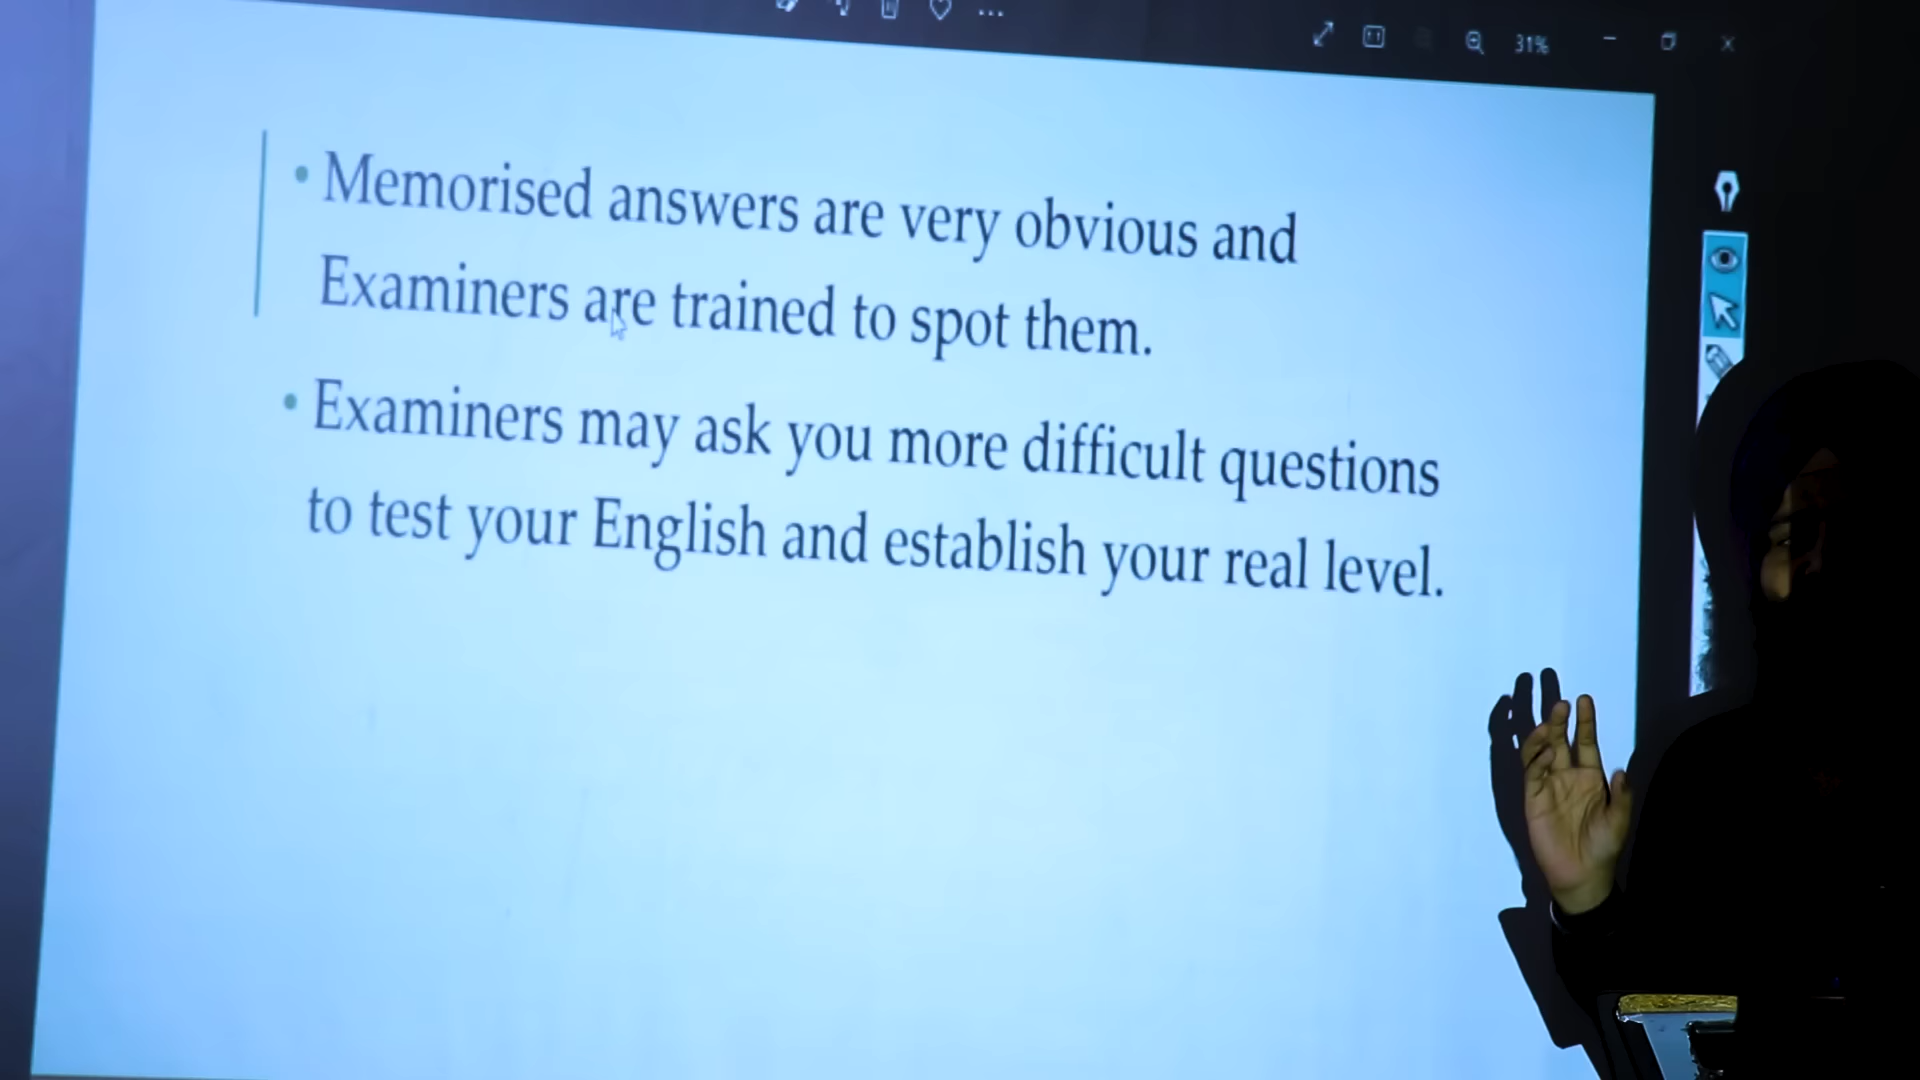 31%
• Memorised answers are very obvious and
Examiners are trained to spot them.
• Examiners may ask you more difficult questions
to test your English and establish your real level.